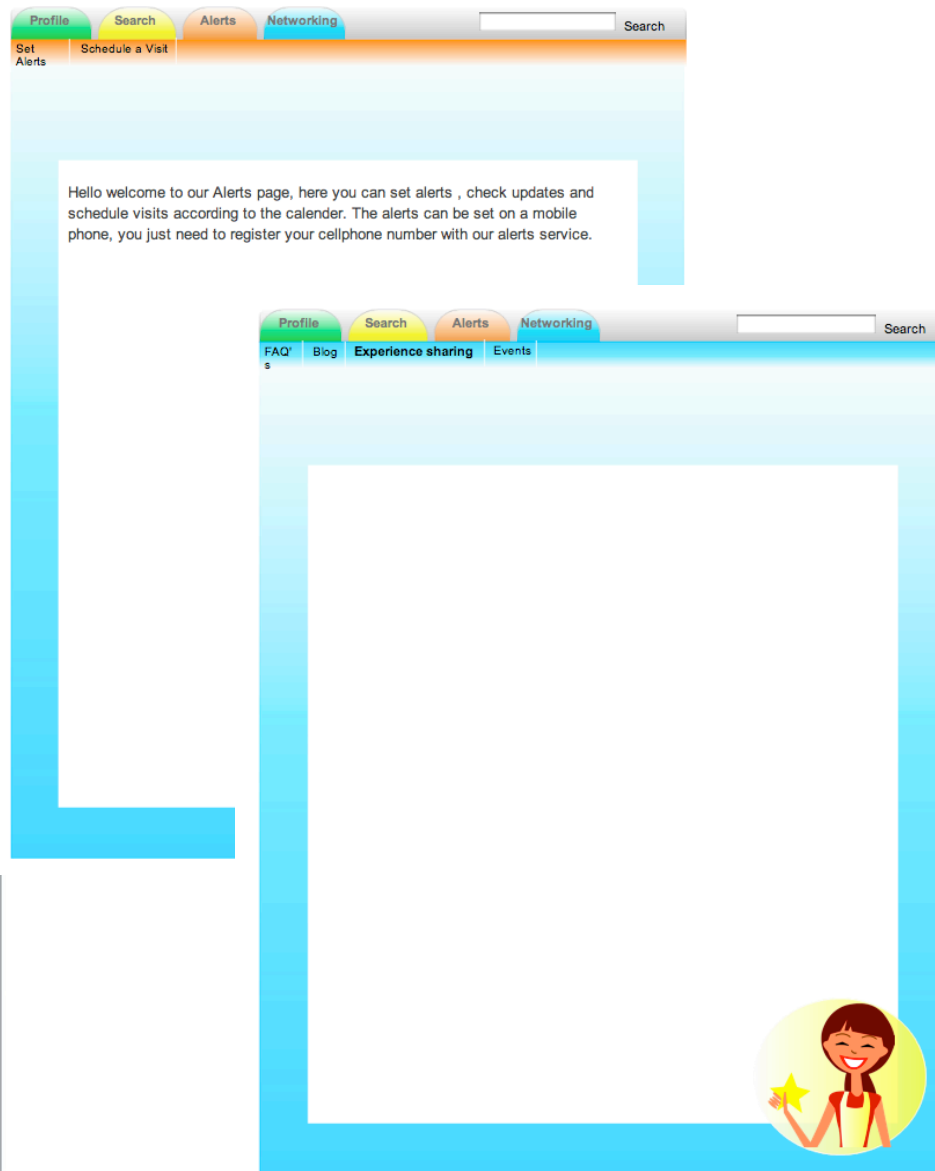 Profile Search Alerts Networking Search
Set Schedule a Visit
Alerts
Hello welcome to our Alerts page, here you can set alerts , check updates and
schedule visits according to the calender. The alerts can be set on a mobile
phone, you just need to register your cellphone number with our alerts service.
Profile Search Alerts Networking Search
FAQ' Blog Experience sharing Events
s